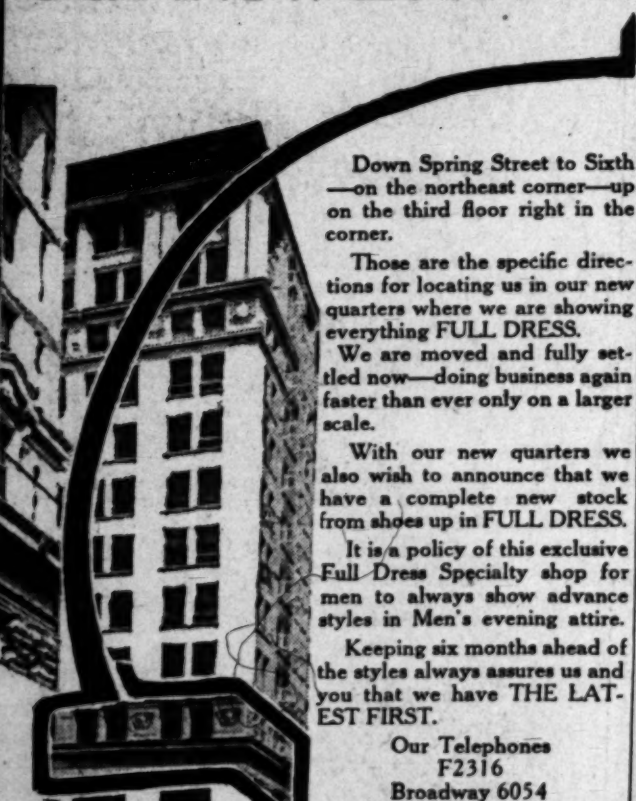 Down Spring Street to Sixth
—on the northeast corner—up
on the third floor right in the
corner.
Those are the specific direc-
tions for locating us in our new
quarters where we are showing
everything FULL DRESS.
We are moved and fully set-
tled now—doing business again
faster than ever only on a larger
scale.
With our new quarters we
also wish to announce that we
have a complete new stock
from shoes up in FULL DRESS.
It is a policy of this exclusive
Full Dress Specialty shop for
men to always show advance
styles in Men's evening attire.
Keeping six months ahead of
the styles always assures us and
you that we have THE LAT-
EST FIRST.
Our Telephones
F2316
Broadway 6054